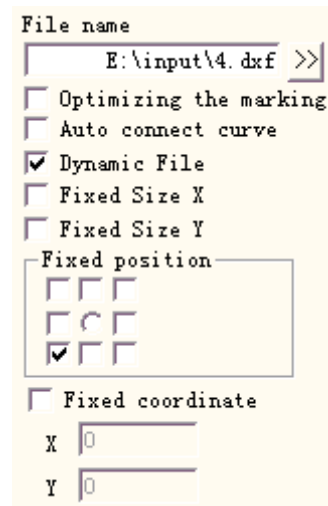 File name
E:\input\4.dxf >>
Optimizing the marking
Auto connect curve
Dynamic File
Fixed Size X
Fixed Size Y
Fixed position
Fixed coordinate
X 0
Y 0